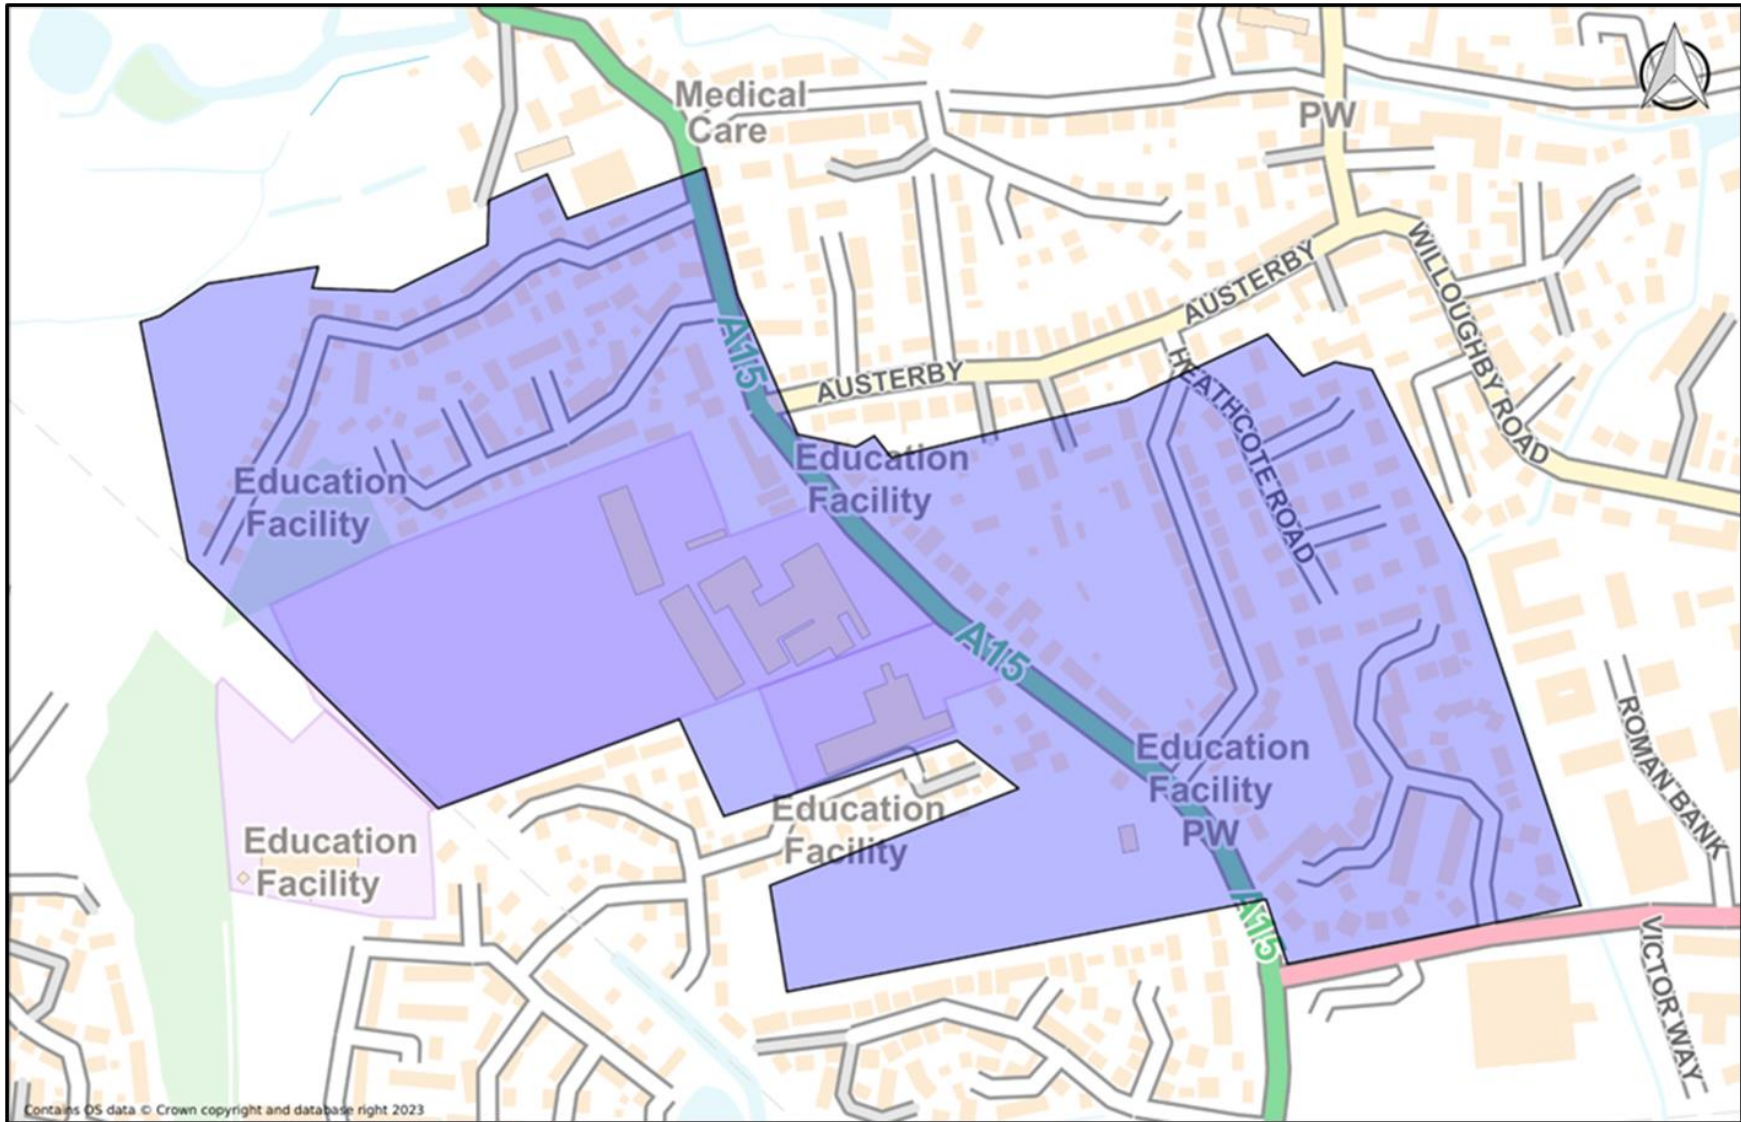 Medical
Care
PW
AUSTERBY
WILLOUGHBY ROAD
A15
AUSTERBY
HEATHCOTE ROAD
Education
Facility
Education
Facility
A15
ROMAN BANK
Education
Facility
PW
Education
Facility
Education
Facility
A15
VICTOR WAY
Contains OS data © Crown copyright and database right 2023